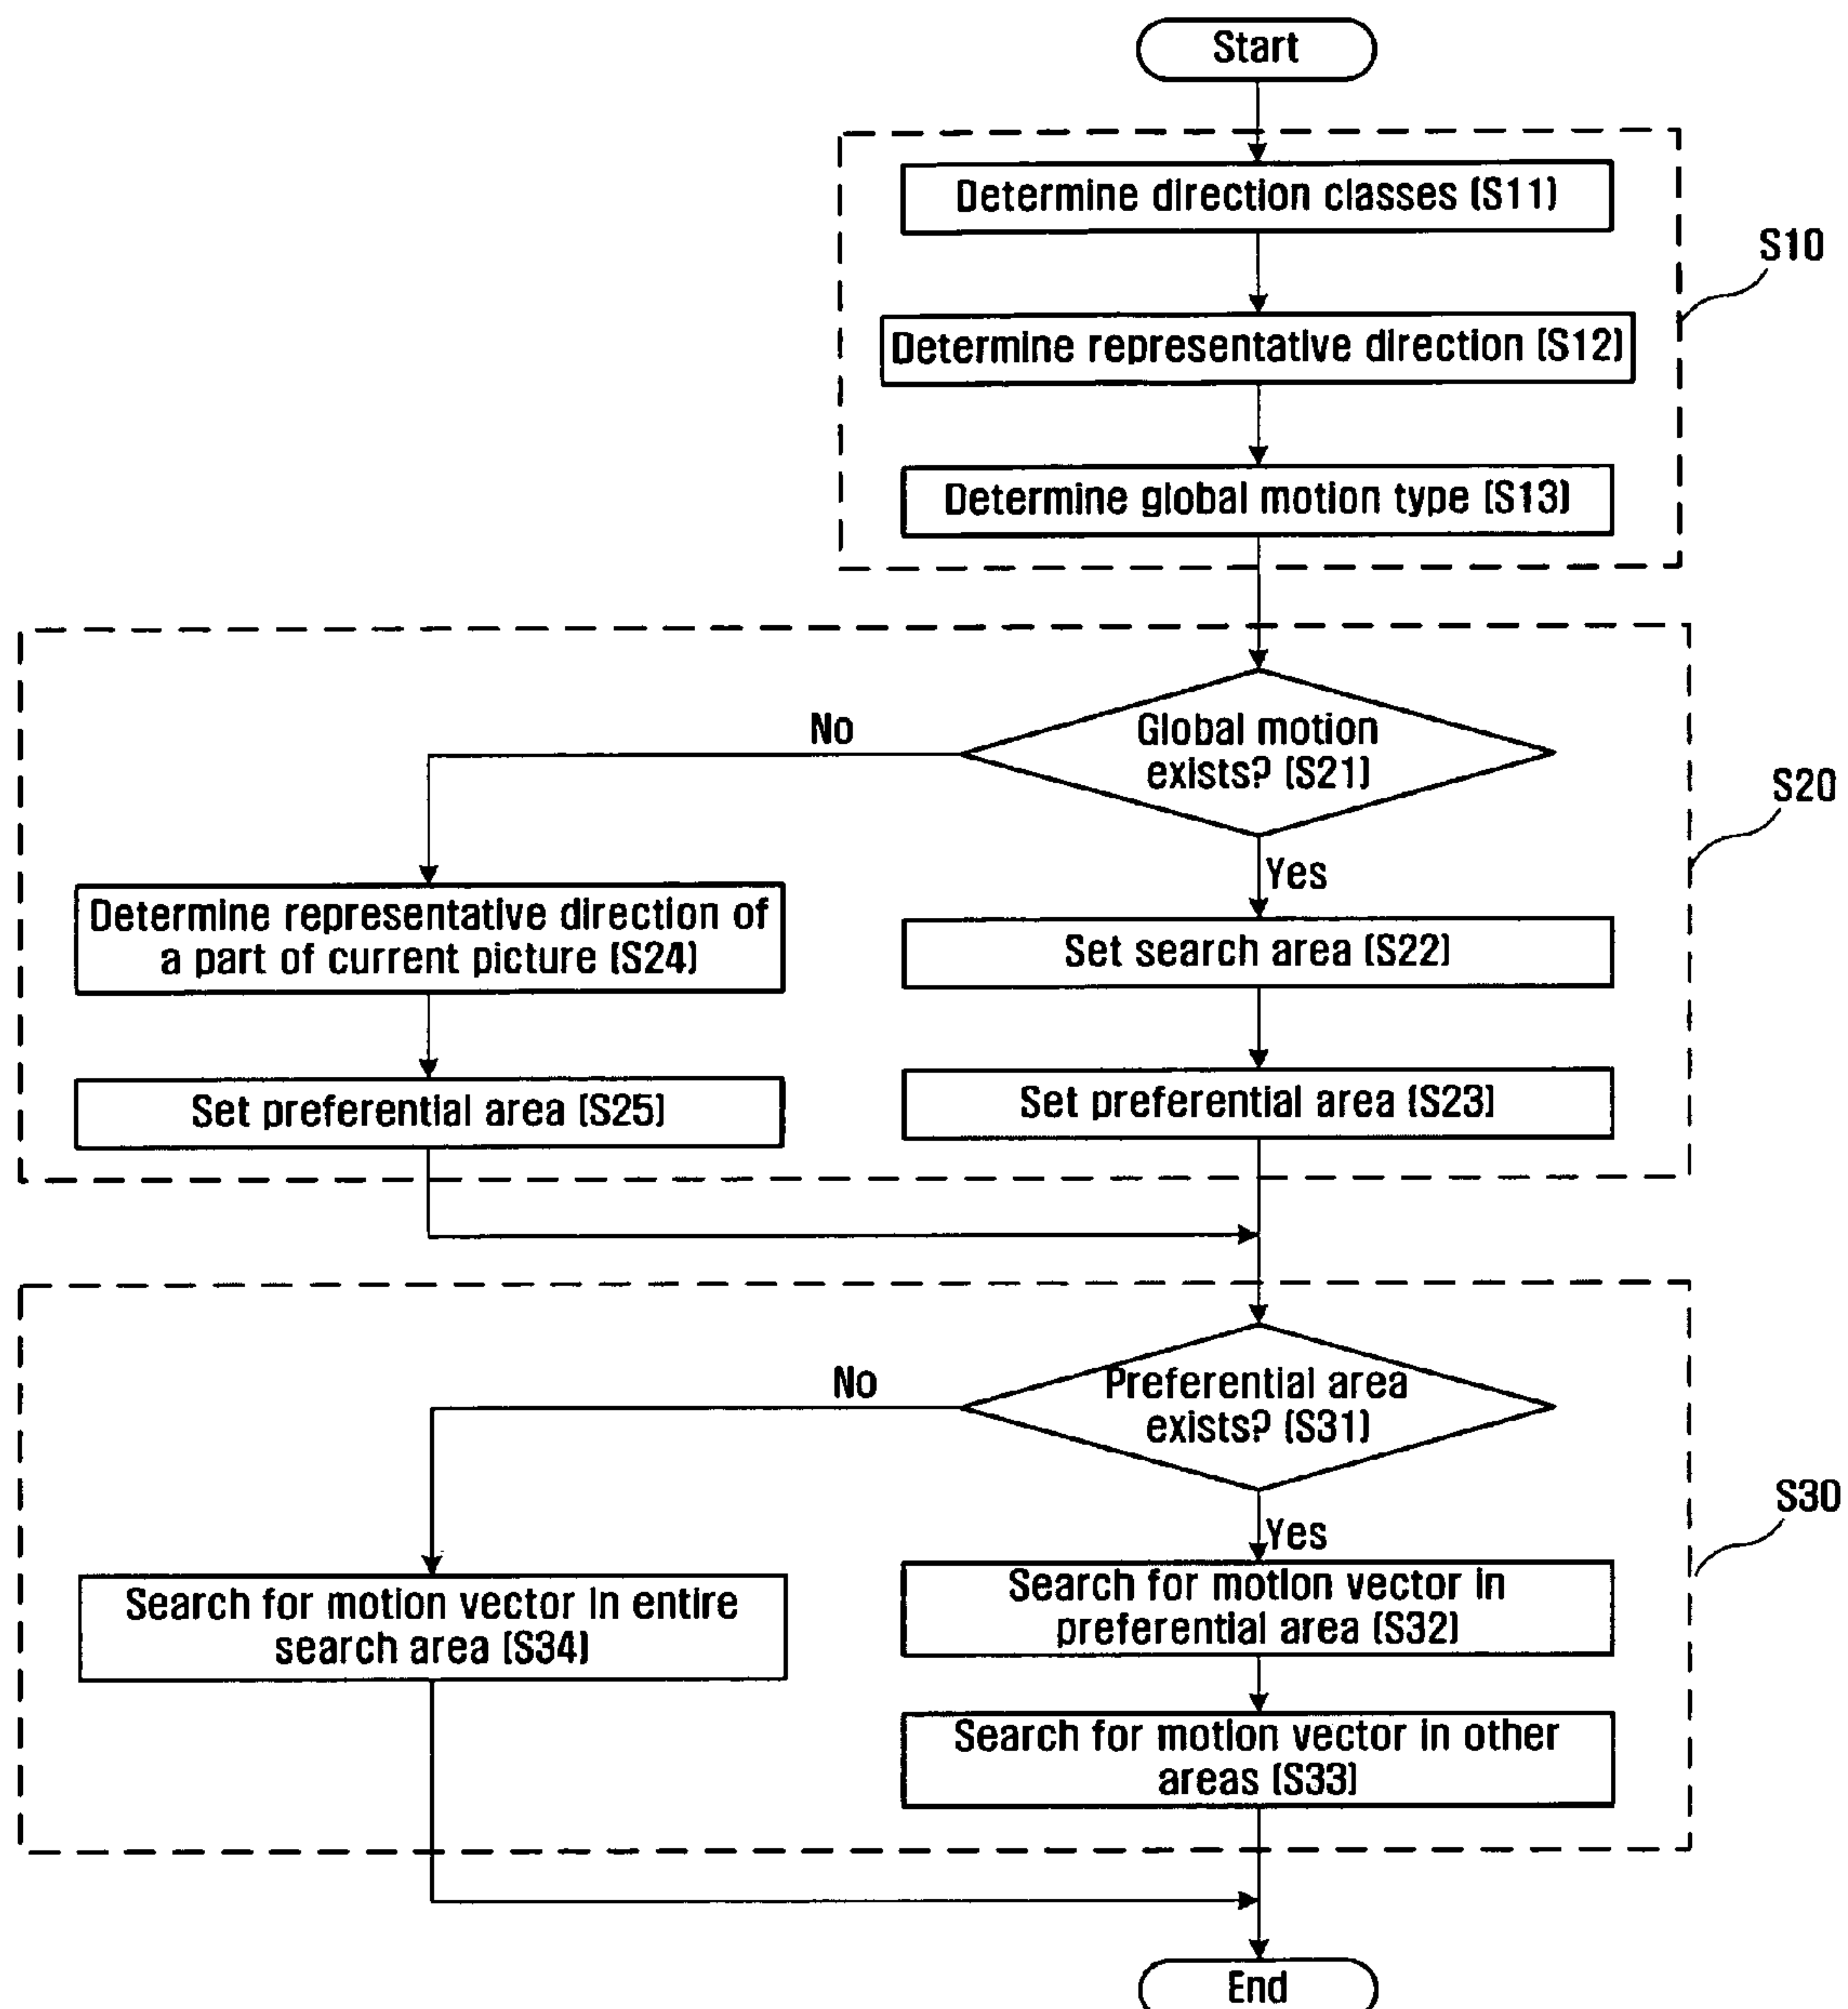 Start
Determine direction classes (S11)
S10
Determine representative direction (S12)
Determine global motion type (S13)
No
Global motion
exists? (S21)
S20
Yes
Determine representative direction of
a part of current picture (S24)
Set search area (S22)
Set preferential area (S25)
Set preferential area (S23)
No
Preferential area
exists? (S31)
S30
Yes
Search for motion vector in entire
search area (S34)
Search for motion vector in
preferential area (S32)
Search for motion vector in other
areas (S33)
End